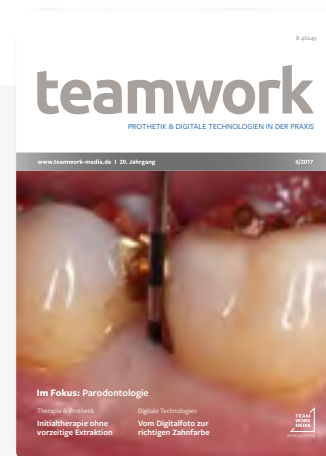 teamwork
PROTHETIK & DIGITALE TECHNOLOGIEN IN DER PRAXIS
www.teamwork-media.de I 20. Jahrgang
6/2017
Im Fokus: Parodontologie
Therapie & Prothetik
Initialtherapie ohne
vorzeitige Extraktion
Digitale Technologien
Vom Digitalfoto zur
richtigen Zahnfarbe
TEAM
WORK
MEDIA